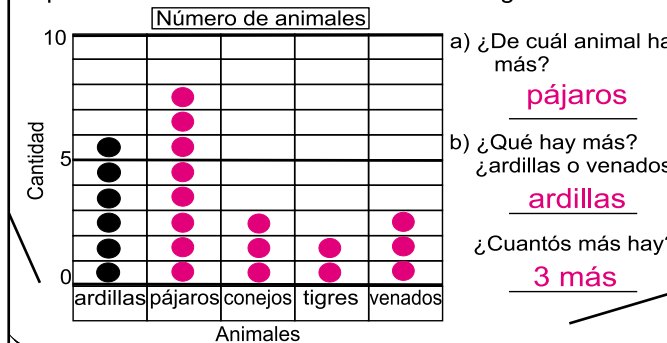 Número de animales
10
5
0
Cantidad
ardillas pájaros conejos tigres venados
Animales
a) ¿De cuál animal ha
más?
pájaros
b) ¿Qué hay más?
¿ardillas o venados
ardillas
¿Cuantós más hay?
3 más